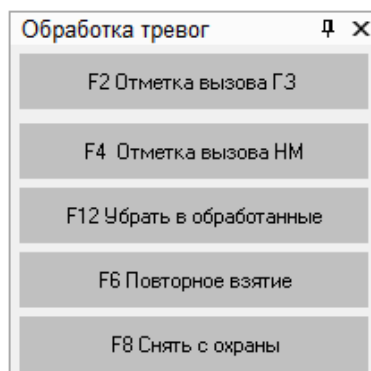 Обработка тревог
F2 Отметка вызова ГЗ
F4 Отметка вызова НМ
F12 Убрать в обработанные
F6 Повторное взятие
F8 Снять с охраны